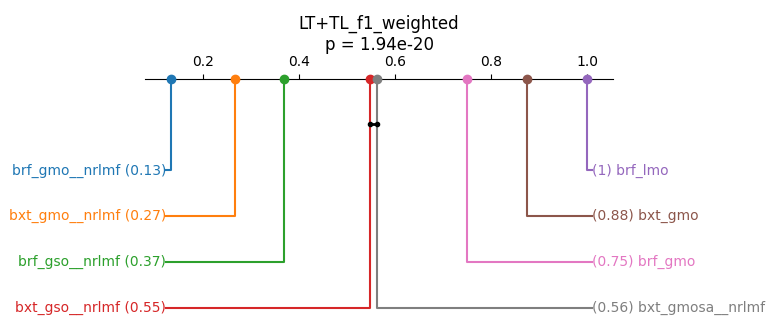 LT+TL_f1_weighted
p = 1.94e-20
0.2 0.4 0.6 0.8 1.0
brf_gmo__nrlmf (0.13) (1) brf_lmo
bxt_gmo__nrlmf (0.27) (0.88) bxt_gmo
brf_gso__nrlmf (0.37) (0.75) brf_gmo
bxt_gso__nrlmf (0.55) (0.56) bxt_gmosa__nrlmf